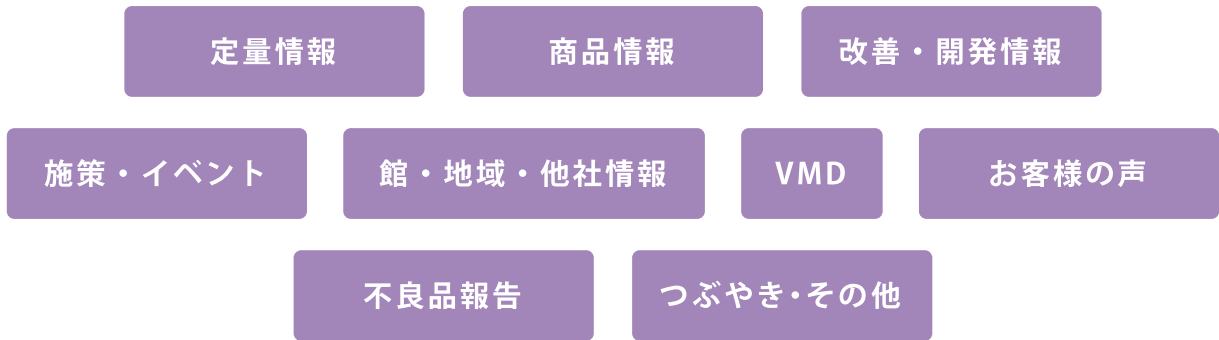 定量情報
商品情報
改善・開発情報
施策・イベント
館・地域・他社情報
VMD
お客様の声
不良品報告
つぶやき・その他